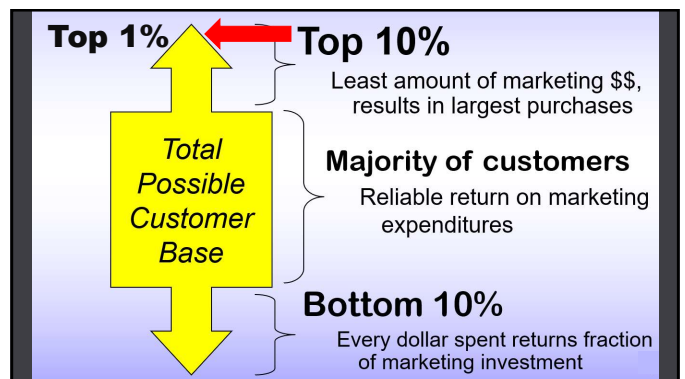 Top 1%
Top 10%
Least amount of marketing $$,
results in largest purchases
Total
Possible
Customer
Base
Majority of customers
Reliable return on marketing
expenditures
Bottom 10%
Every dollar spent returns fraction
of marketing investment